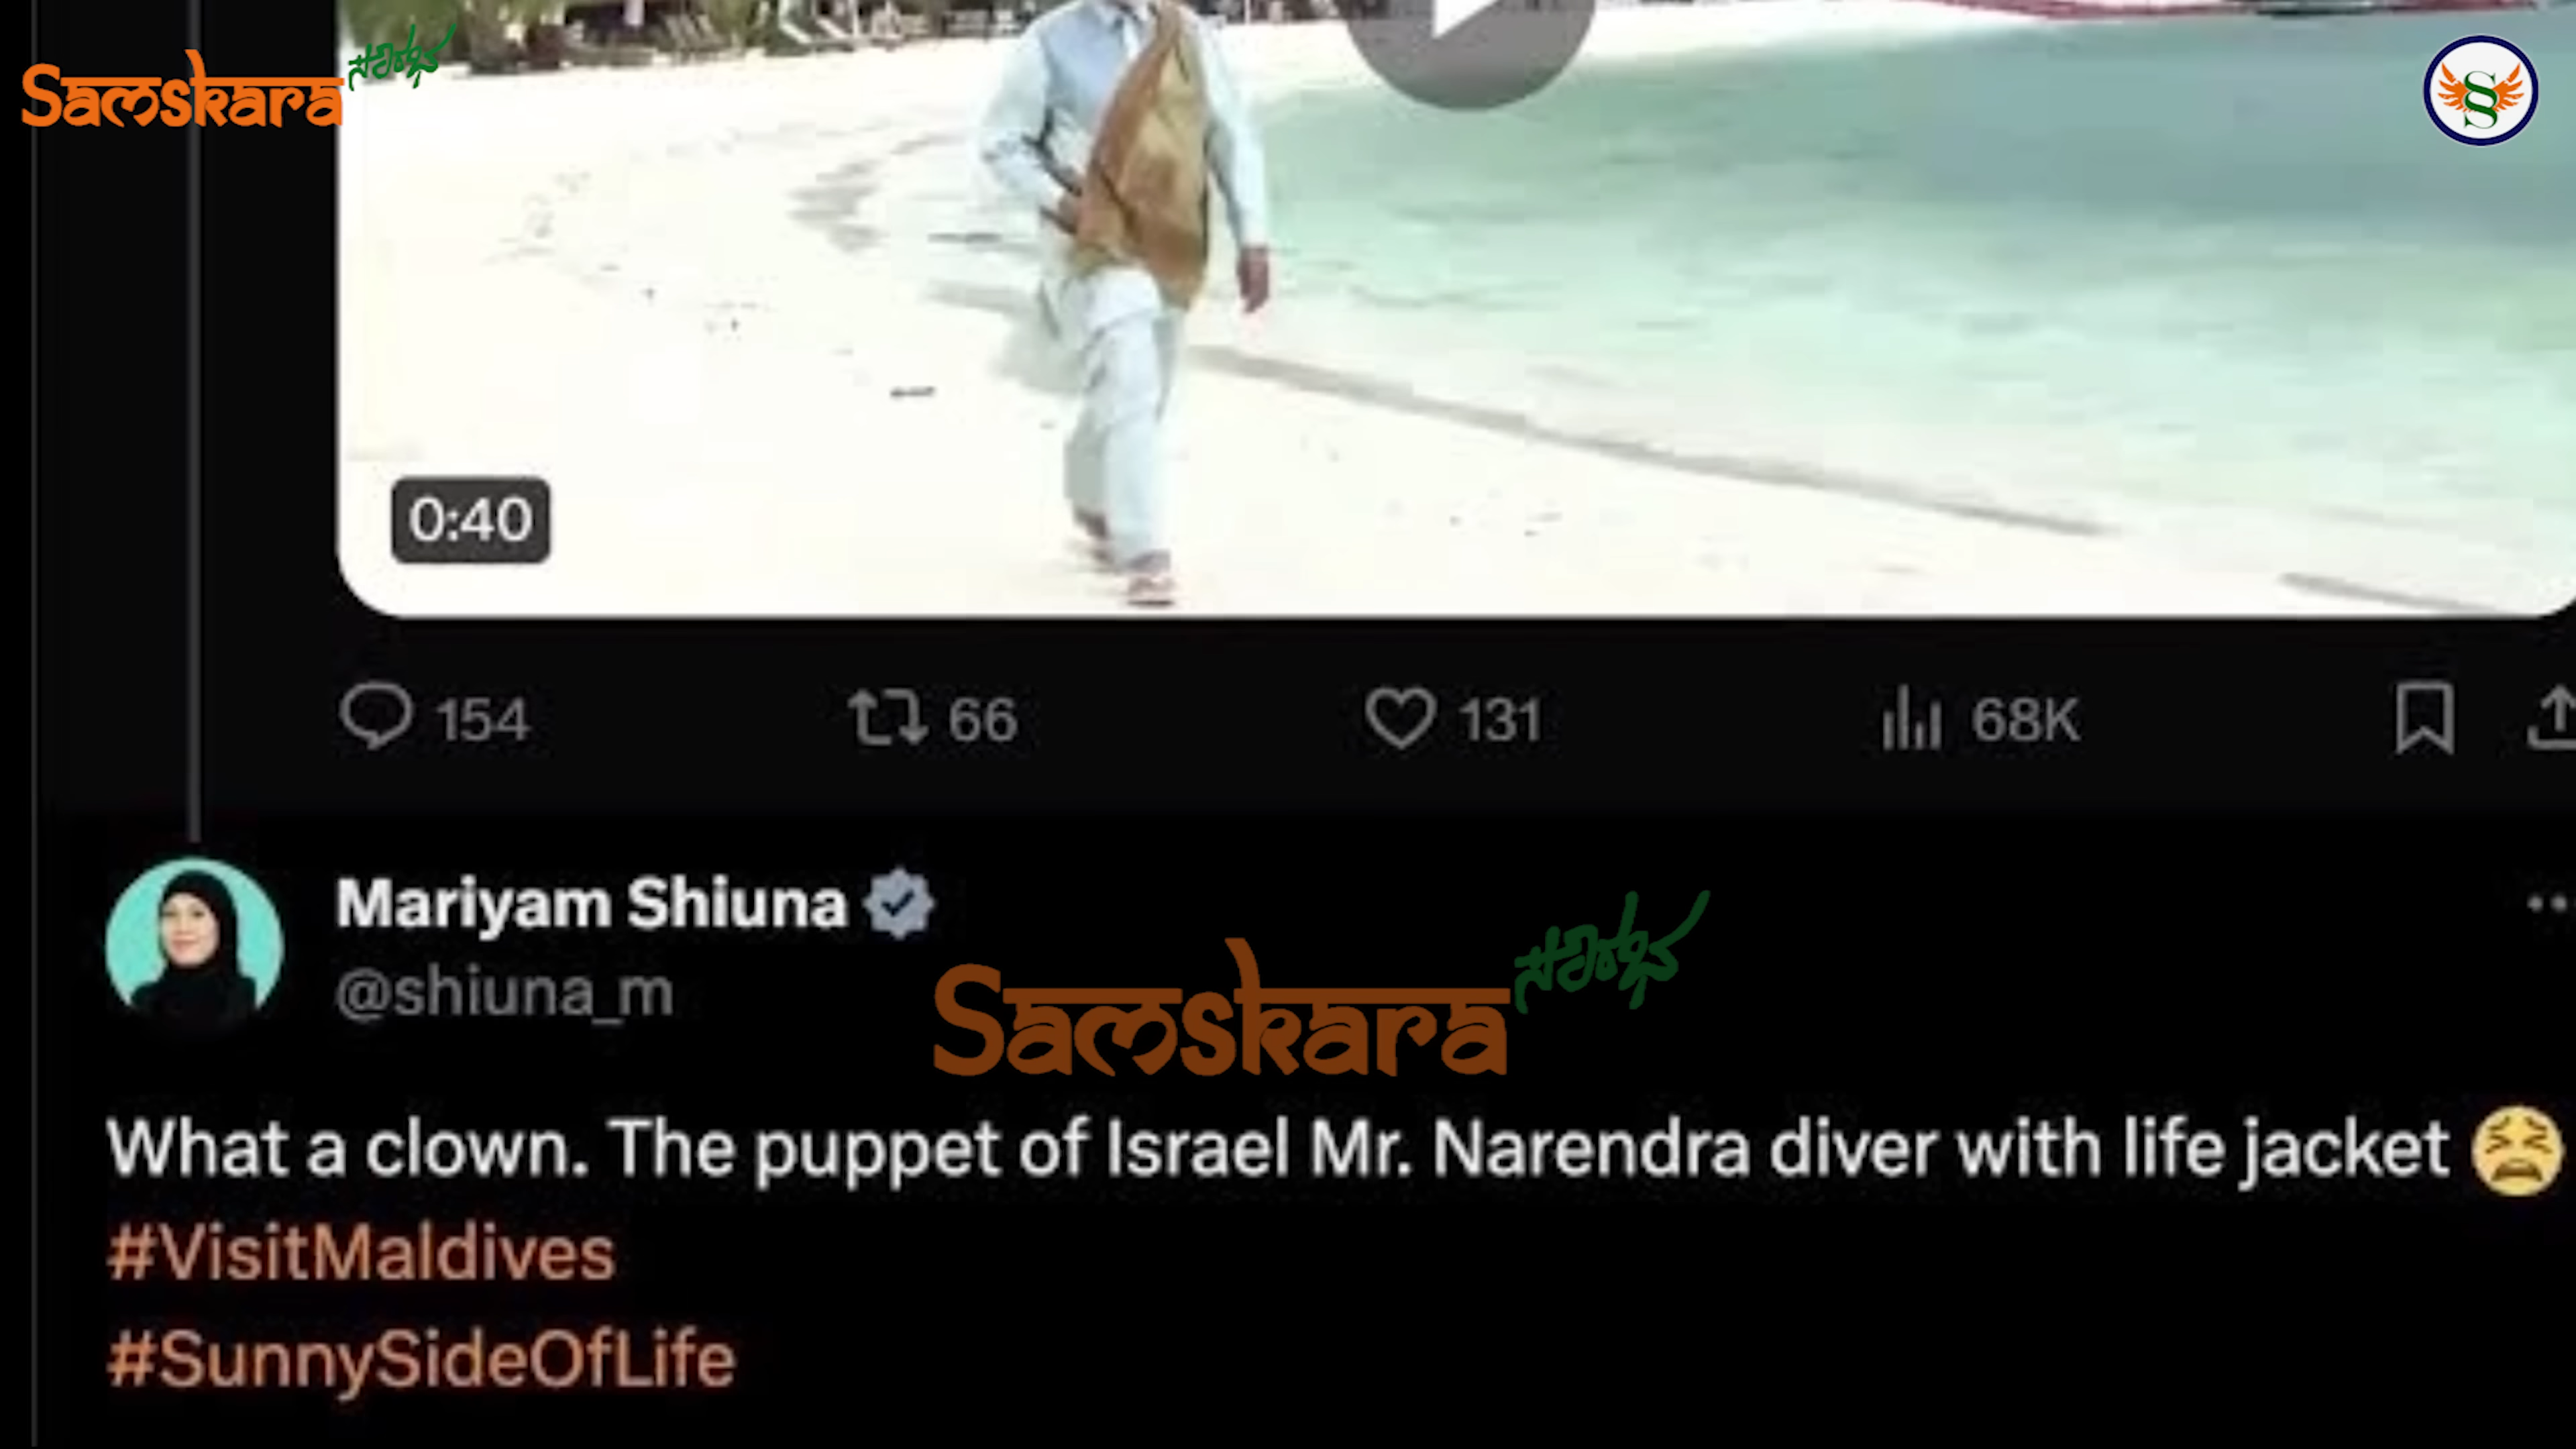 Samskara
0:40
154 66 131 68K
Mariyam Shiuna
@shiuna_m
Samskara
What a clown. The puppet of Israel Mr. Narendra diver with life jacket 😫
#VisitMaldives
#SunnySideOfLife